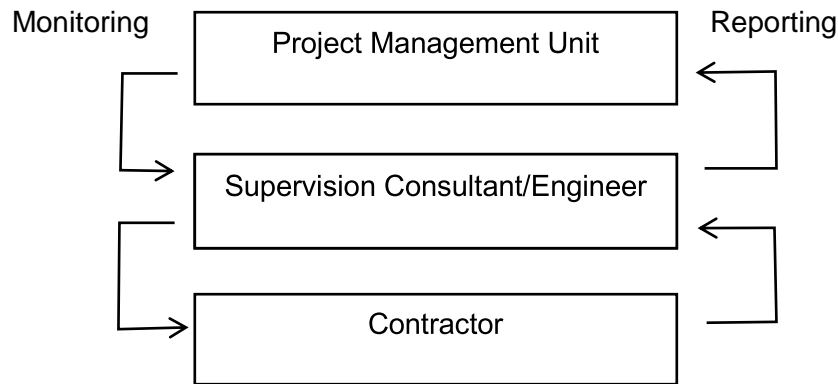 Monitoring
Reporting
Project Management Unit
Supervision Consultant/Engineer
Contractor